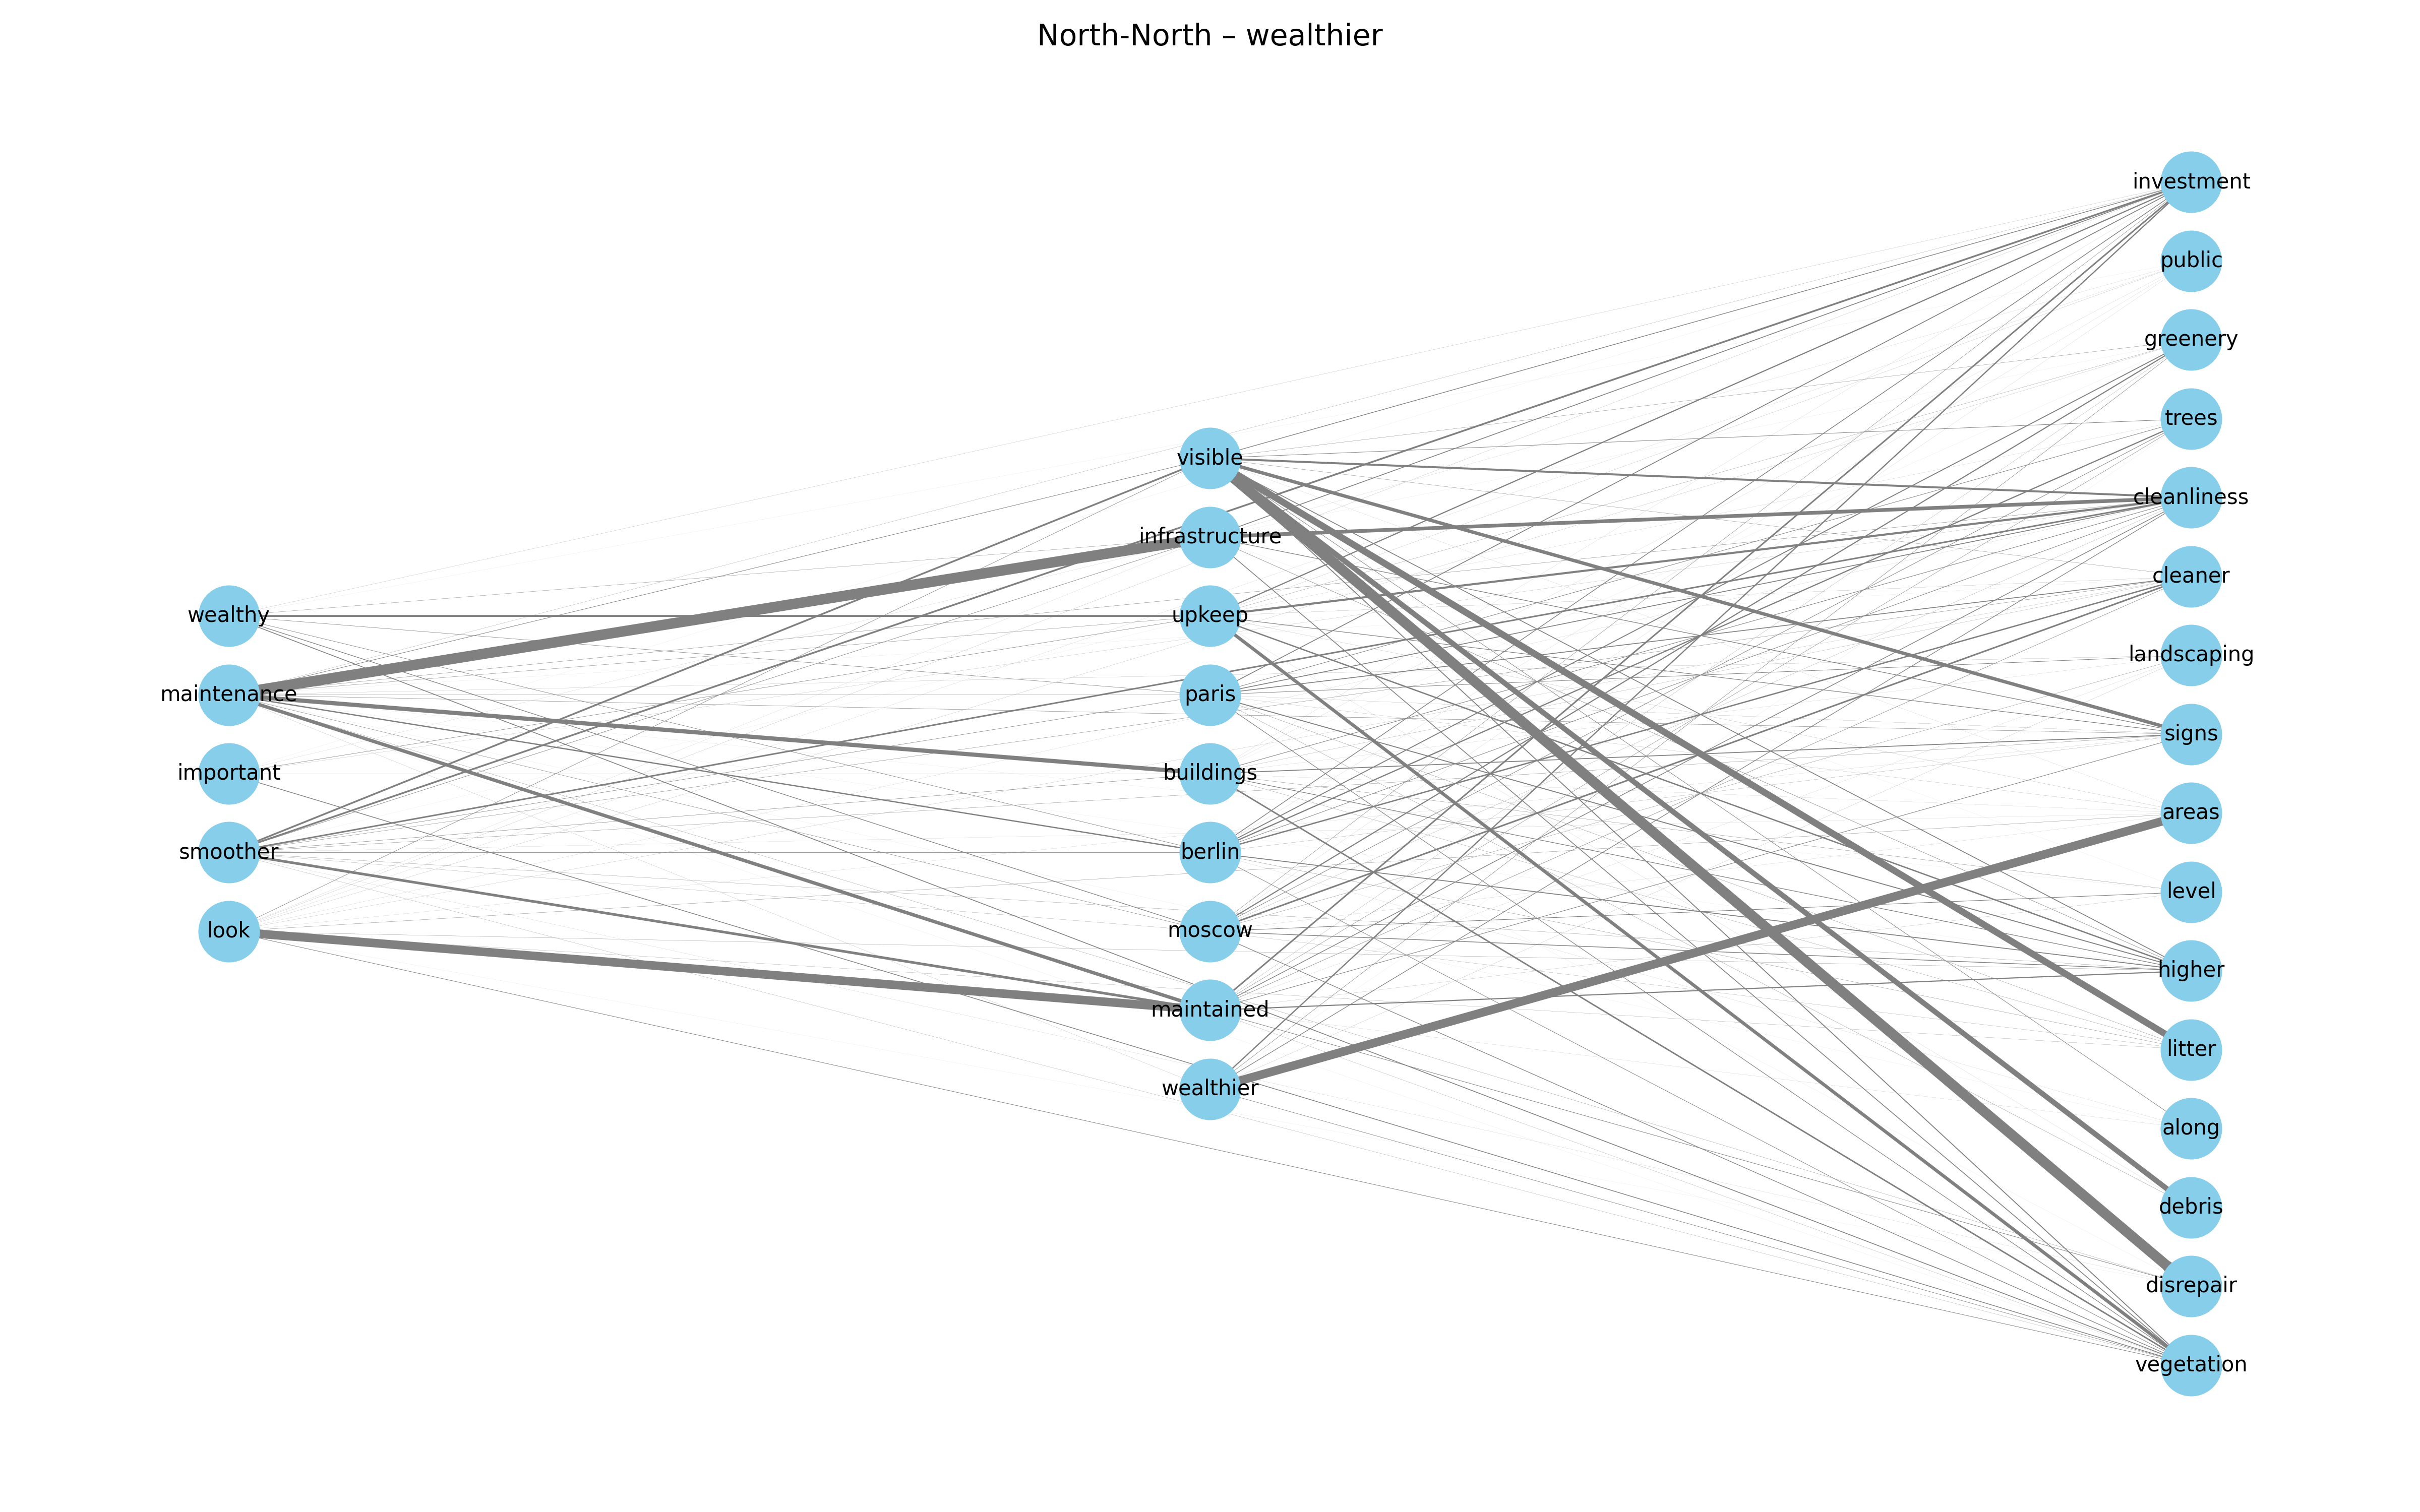 North-North – wealthier
wealthy
maintenance
important
smoother
look
visible
infrastructure
upkeep
paris
buildings
berlin
moscow
maintained
wealthier
investment
public
greenery
trees
cleanliness
cleaner
landscaping
signs
areas
level
higher
litter
along
debris
disrepair
vegetation